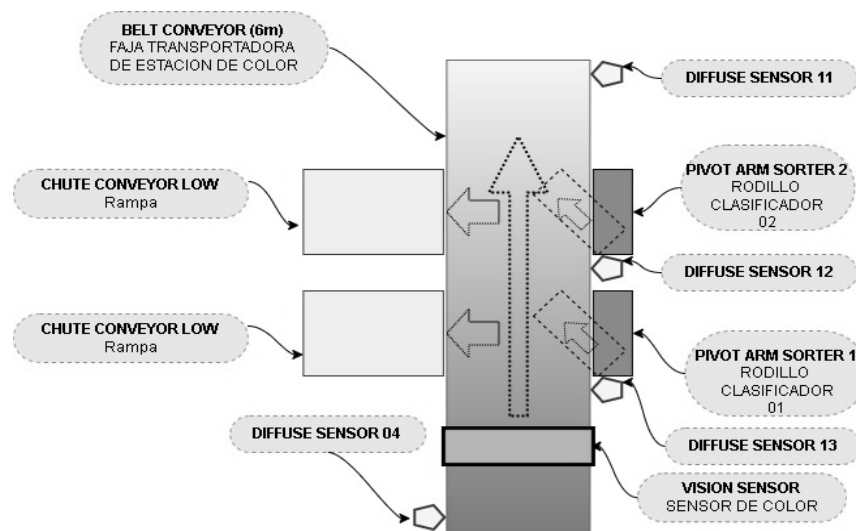 BELT CONVEYOR (6m)
FAJA TRANSPORTADORA
DE ESTACION DE COLOR
DIFFUSE SENSOR 11
CHUTE CONVEYOR LOW
Rampa
PIVOT ARM SORTER 2
RODILLO
CLASIFICADOR
02
DIFFUSE SENSOR 12
CHUTE CONVEYOR LOW
Rampa
PIVOT ARM SORTER 1
RODILLO
CLASIFICADOR
01
DIFFUSE SENSOR 04
DIFFUSE SENSOR 13
VISION SENSOR
SENSOR DE COLOR